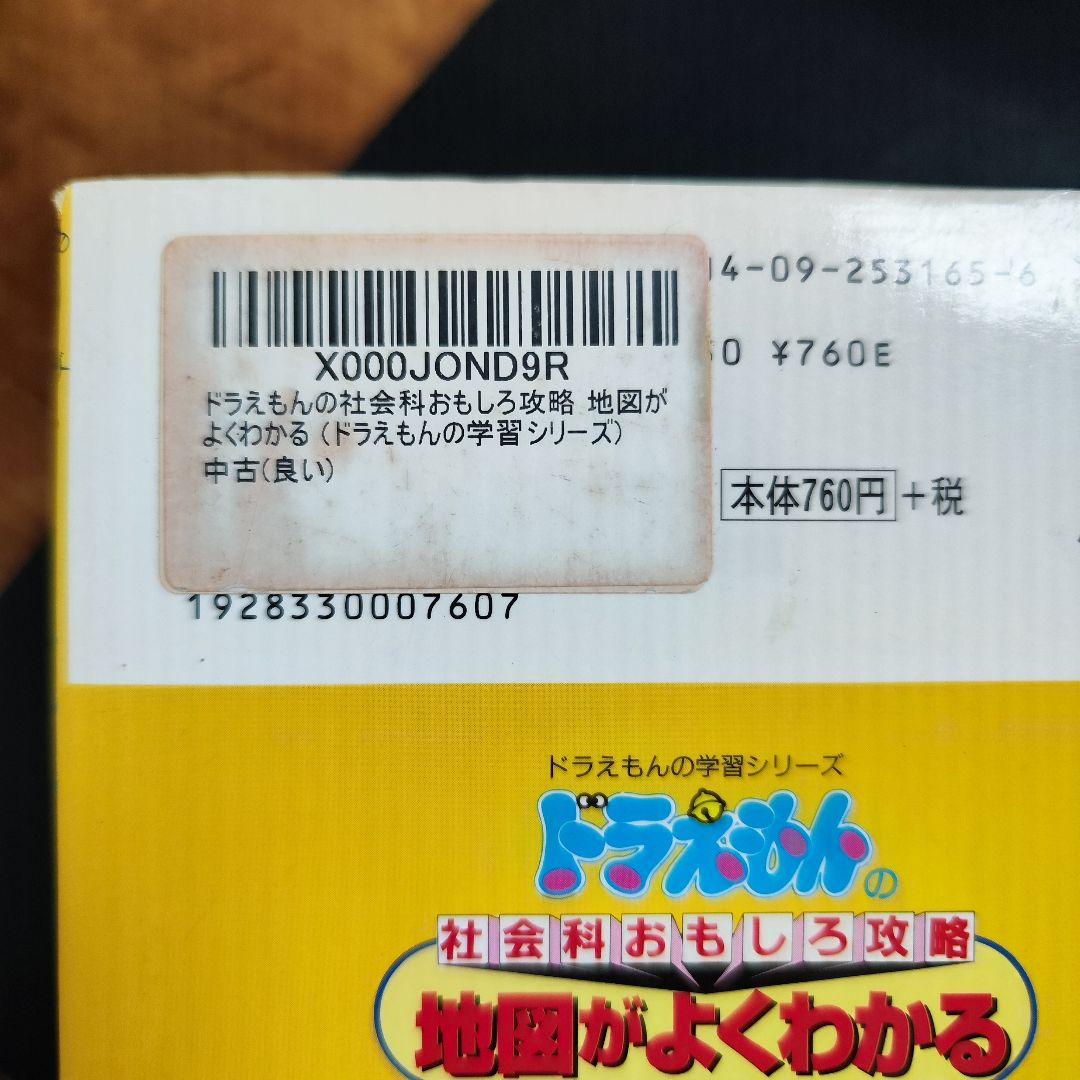 X000JOND9R
ドラえもんの社会科おもしろ攻略 地図が
よくわかる (ドラえもんの学習シリーズ)
中古(良い)
4-09-253165-6
0 ¥760E
本体760円+税
1928330007607
ドラえもんの学習シリーズ
ドラえもんの
社会科おもしろ攻略
地図がよくわかる